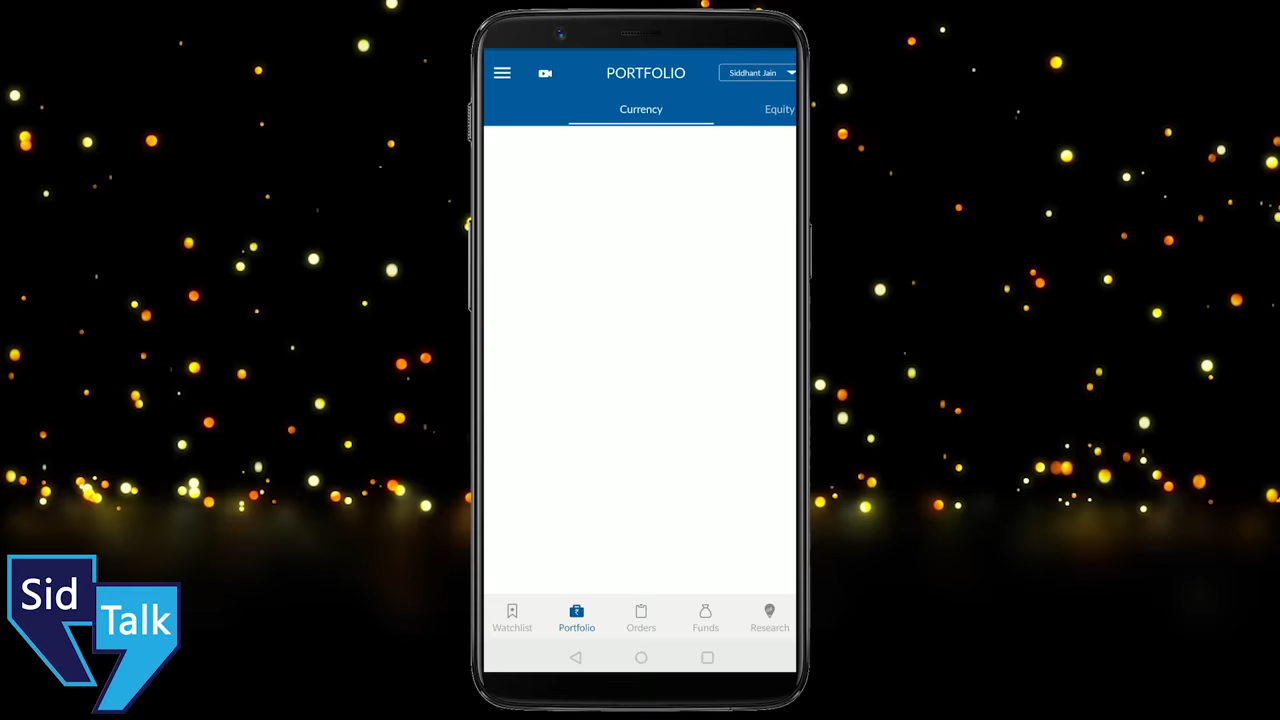 PORTFOLIO
Siddhant Jain
Currency
Equity
Watchlist
Portfolio
Orders
Funds
Research
Sid
Talk